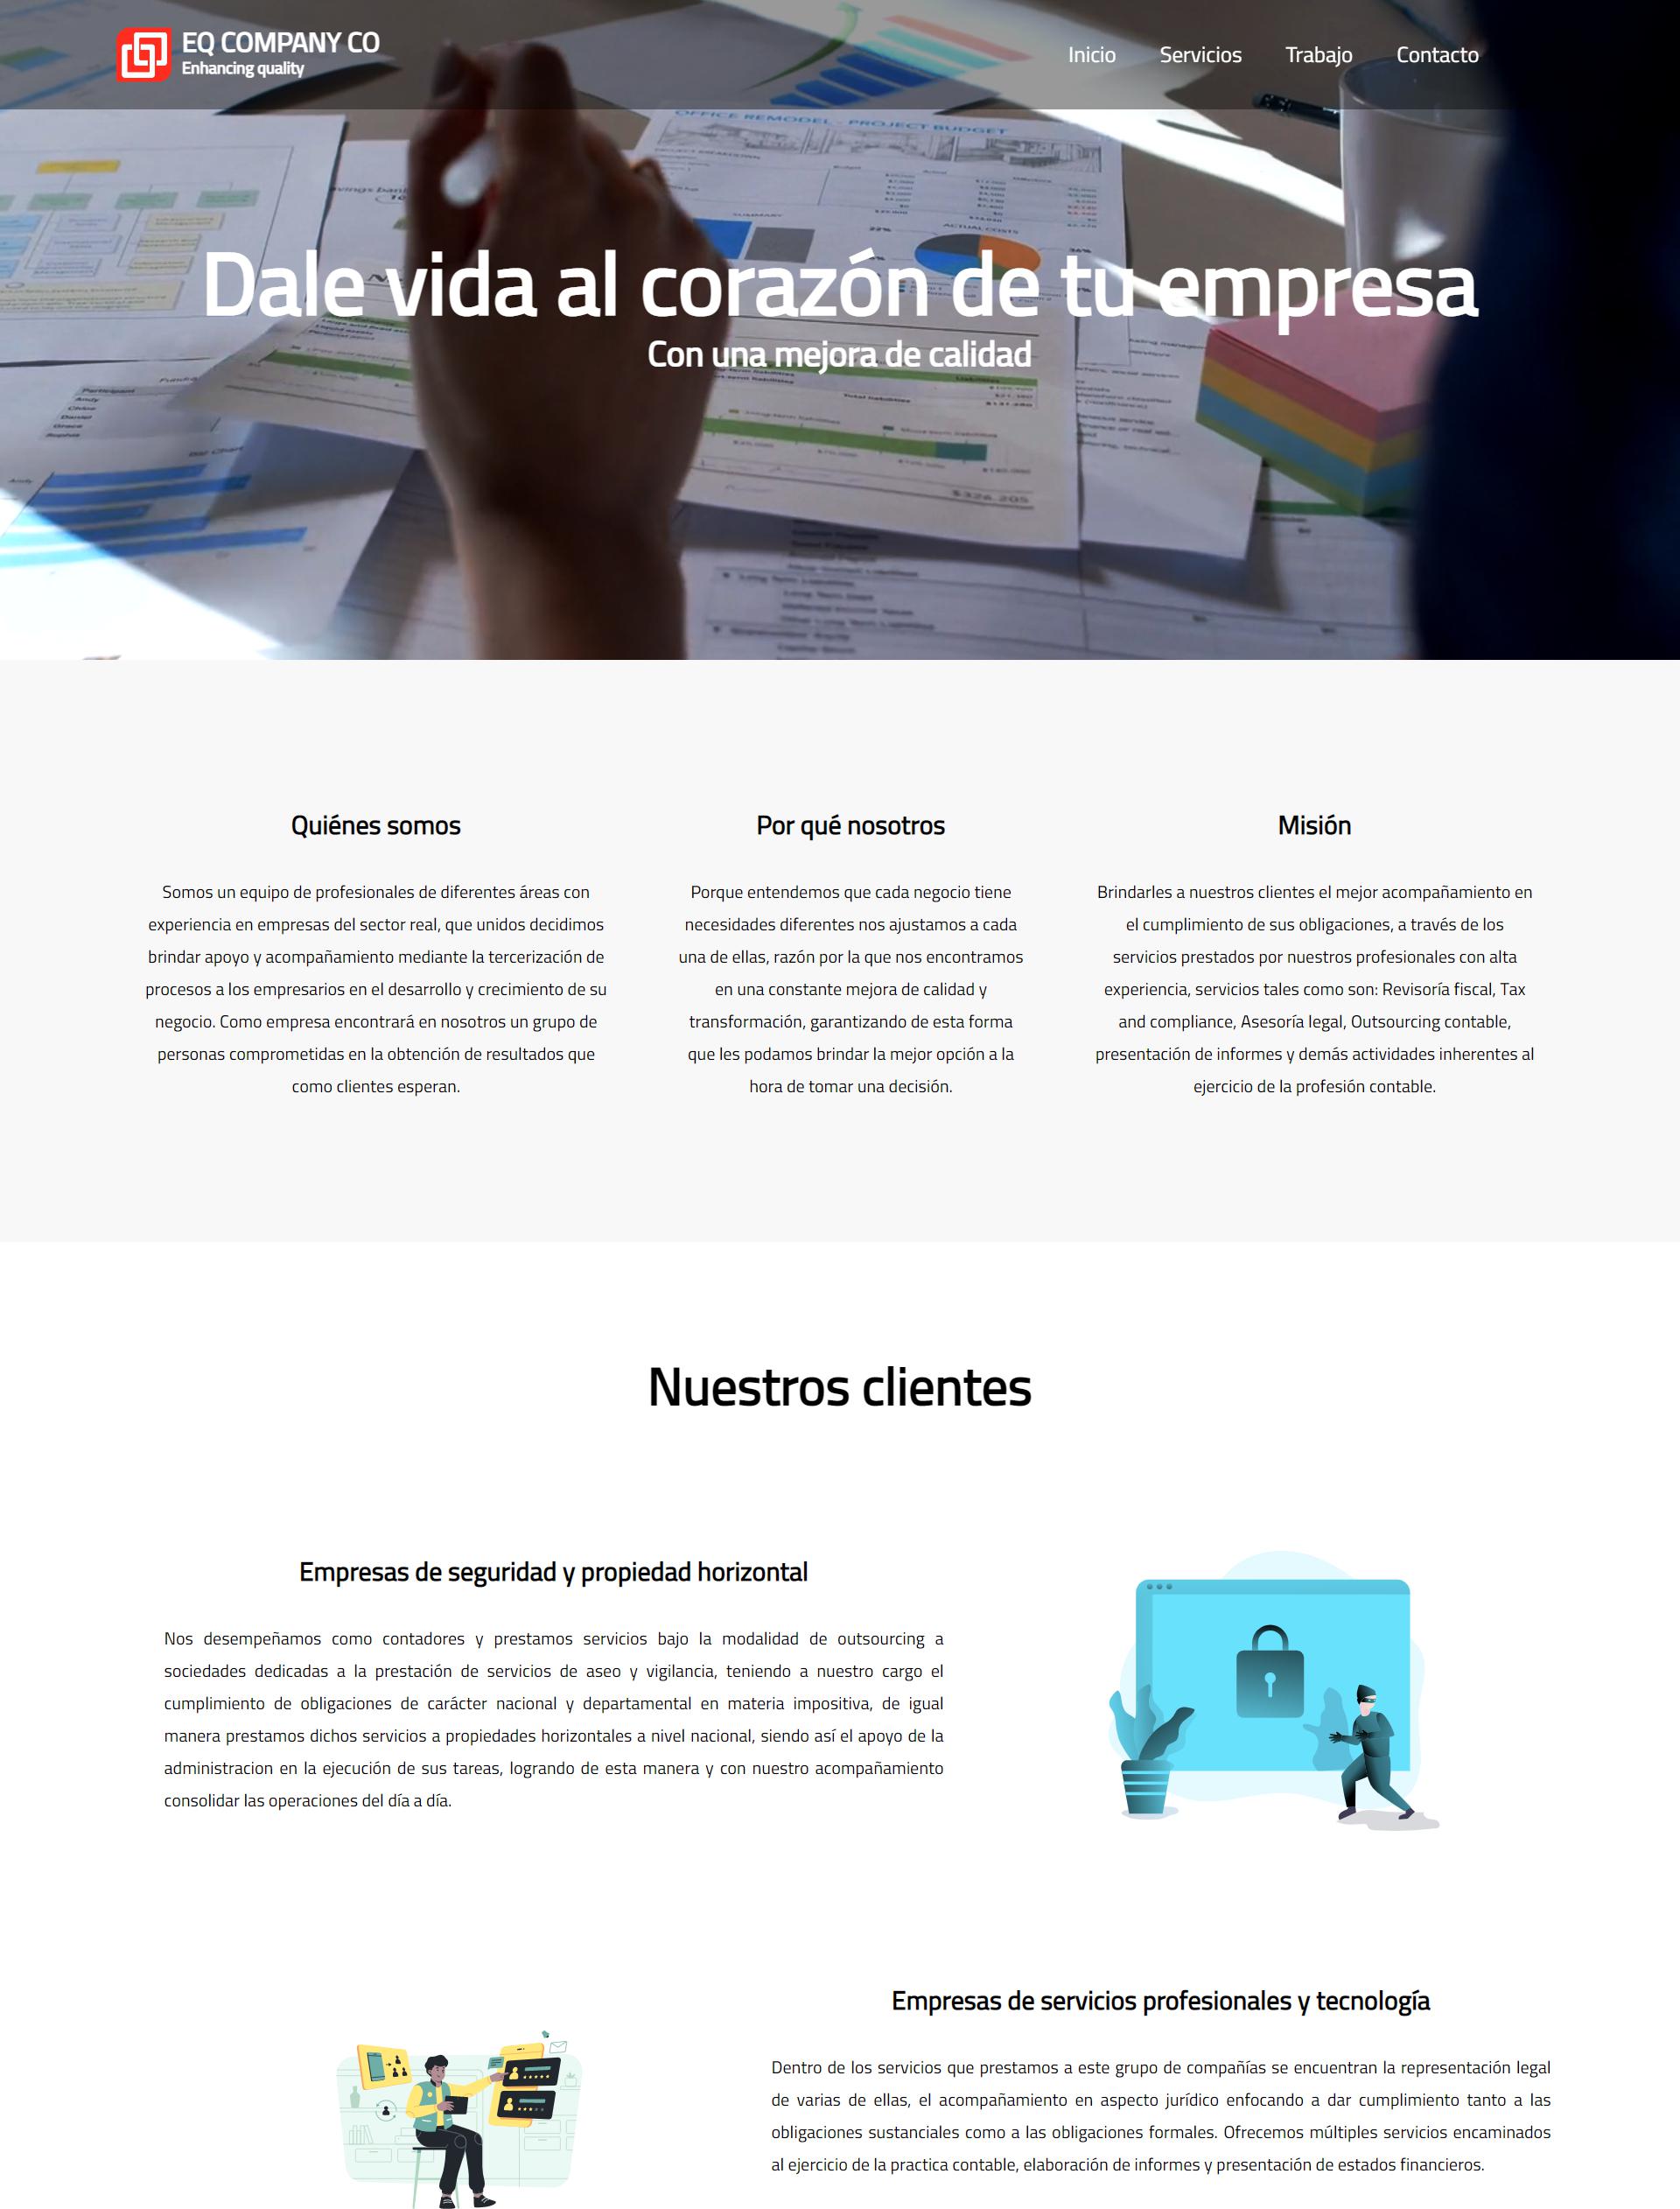 EQ COMPANY CO
Enhancing quality
Inicio Servicios Trabajo Contacto
OFFICE REMODEL - PROJECT BUDGET
SUMMARY
ACTUAL COSTS
Dale vida al corazón de tu empresa
Con una mejora de calidad
Quiénes somos
Somos un equipo de profesionales de diferentes áreas con
experiencia en empresas del sector real, que unidos decidimos
brindar apoyo y acompañamiento mediante la tercerización de
procesos a los empresarios en el desarrollo y crecimiento de su
negocio. Como empresa encontrará en nosotros un grupo de
personas comprometidas en la obtención de resultados que
como clientes esperan.
Por qué nosotros
Porque entendemos que cada negocio tiene
necesidades diferentes nos ajustamos a cada
una de ellas, razón por la que nos encontramos
en una constante mejora de calidad y
transformación, garantizando de esta forma
que les podamos brindar la mejor opción a la
hora de tomar una decisión.
Misión
Brindarles a nuestros clientes el mejor acompañamiento en
el cumplimiento de sus obligaciones, a través de los
servicios prestados por nuestros profesionales con alta
experiencia, servicios tales como son: Revisoría fiscal, Tax
and compliance, Asesoría legal, Outsourcing contable,
presentación de informes y demás actividades inherentes al
ejercicio de la profesión contable.
Nuestros clientes
Empresas de seguridad y propiedad horizontal
Nos desempeñamos como contadores y prestamos servicios bajo la modalidad de outsourcing a
sociedades dedicadas a la prestación de servicios de aseo y vigilancia, teniendo a nuestro cargo el
cumplimiento de obligaciones de carácter nacional y departamental en materia impositiva, de igual
manera prestamos dichos servicios a propiedades horizontales a nivel nacional, siendo así el apoyo de la
administracion en la ejecución de sus tareas, logrando de esta manera y con nuestro acompañamiento
consolidar las operaciones del día a día.
Empresas de servicios profesionales y tecnología
Dentro de los servicios que prestamos a este grupo de compañías se encuentran la representación legal
de varias de ellas, el acompañamiento en aspecto jurídico enfocando a dar cumplimiento tanto a las
obligaciones sustanciales como a las obligaciones formales. Ofrecemos múltiples servicios encaminados
al ejercicio de la practica contable, elaboración de informes y presentación de estados financieros.